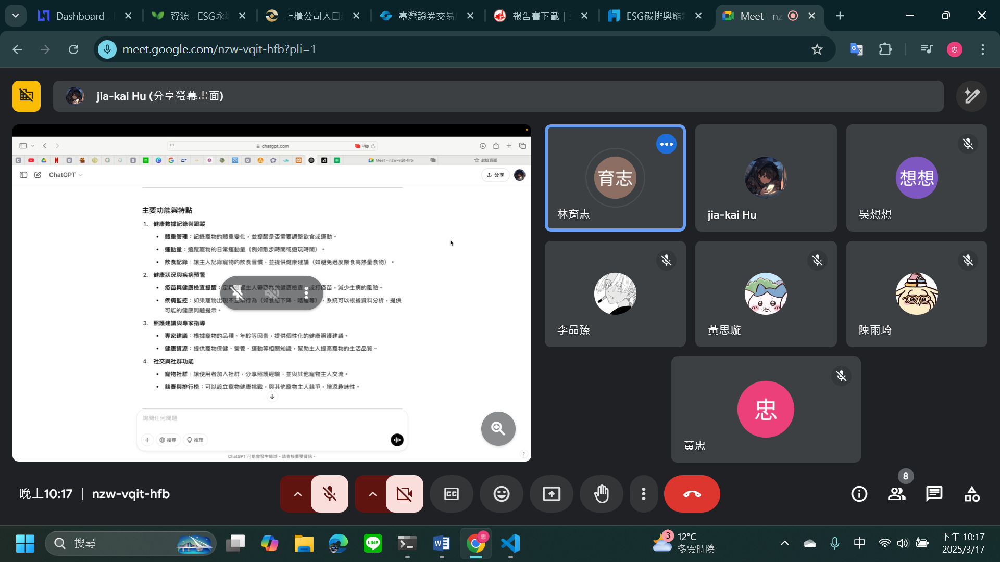 Dashboard -
資源 - ESG永
上櫃公司入口
臺灣證券交易
報告書下載 |
ESG碳排與能
Meet - nz
meet.google.com/nzw-vqit-hfb?pli=1
忠
jia-kai Hu (分享螢幕畫面)
chatgpt.com
Meet - nzw-vqit-hfb
起始頁面
ChatGPT
分享
主要功能與特點
1. 健康數據記錄與跟蹤
• 體重管理：記錄寵物的體重變化，並提醒是否需要調整飲食或運動。
• 運動量：追蹤寵物的日常運動量（例如散步時間或遊玩時間）。
• 飲食記錄：讓主人記錄寵物的飲食習慣，並提供健康建議（如避免過度餵食高熱量食物）。
2. 健康狀況與疾病預警
• 疫苗與健康檢查提醒：定期提醒主人帶寵物做健康檢查，或打疫苗，減少生病的風險。
• 疾病監控：如果寵物出現不正常行為（如食慾下降、嗜睡等），系統可以根據資料分析，提供
可能的健康問題提示。
3. 照護建議與專家指導
• 專家建議：根據寵物的品種、年齡等因素，提供個性化的健康照護建議。
• 健康資源：提供寵物保健、營養、運動等相關知識，幫助主人提高寵物的生活品質。
4. 社交與社群功能
• 寵物社群：讓使用者加入社群，分享照護經驗，並與其他寵物主人交流。
• 競賽與排行榜：可以設立寵物健康挑戰，與其他寵物主人競爭，增添趣味性。
詢問任何問題
搜尋
推理
ChatGPT 可能會發生錯誤。請查核重要資訊。
?
育志
林育志
jia-kai Hu
想想
吳想想
李品臻
黃思璇
陳雨琦
忠
黃忠
晚上10:17
nzw-vqit-hfb
CC
8
搜尋
LINE
3
12°C
多雲時陰
中
下午 10:17
2025/3/17